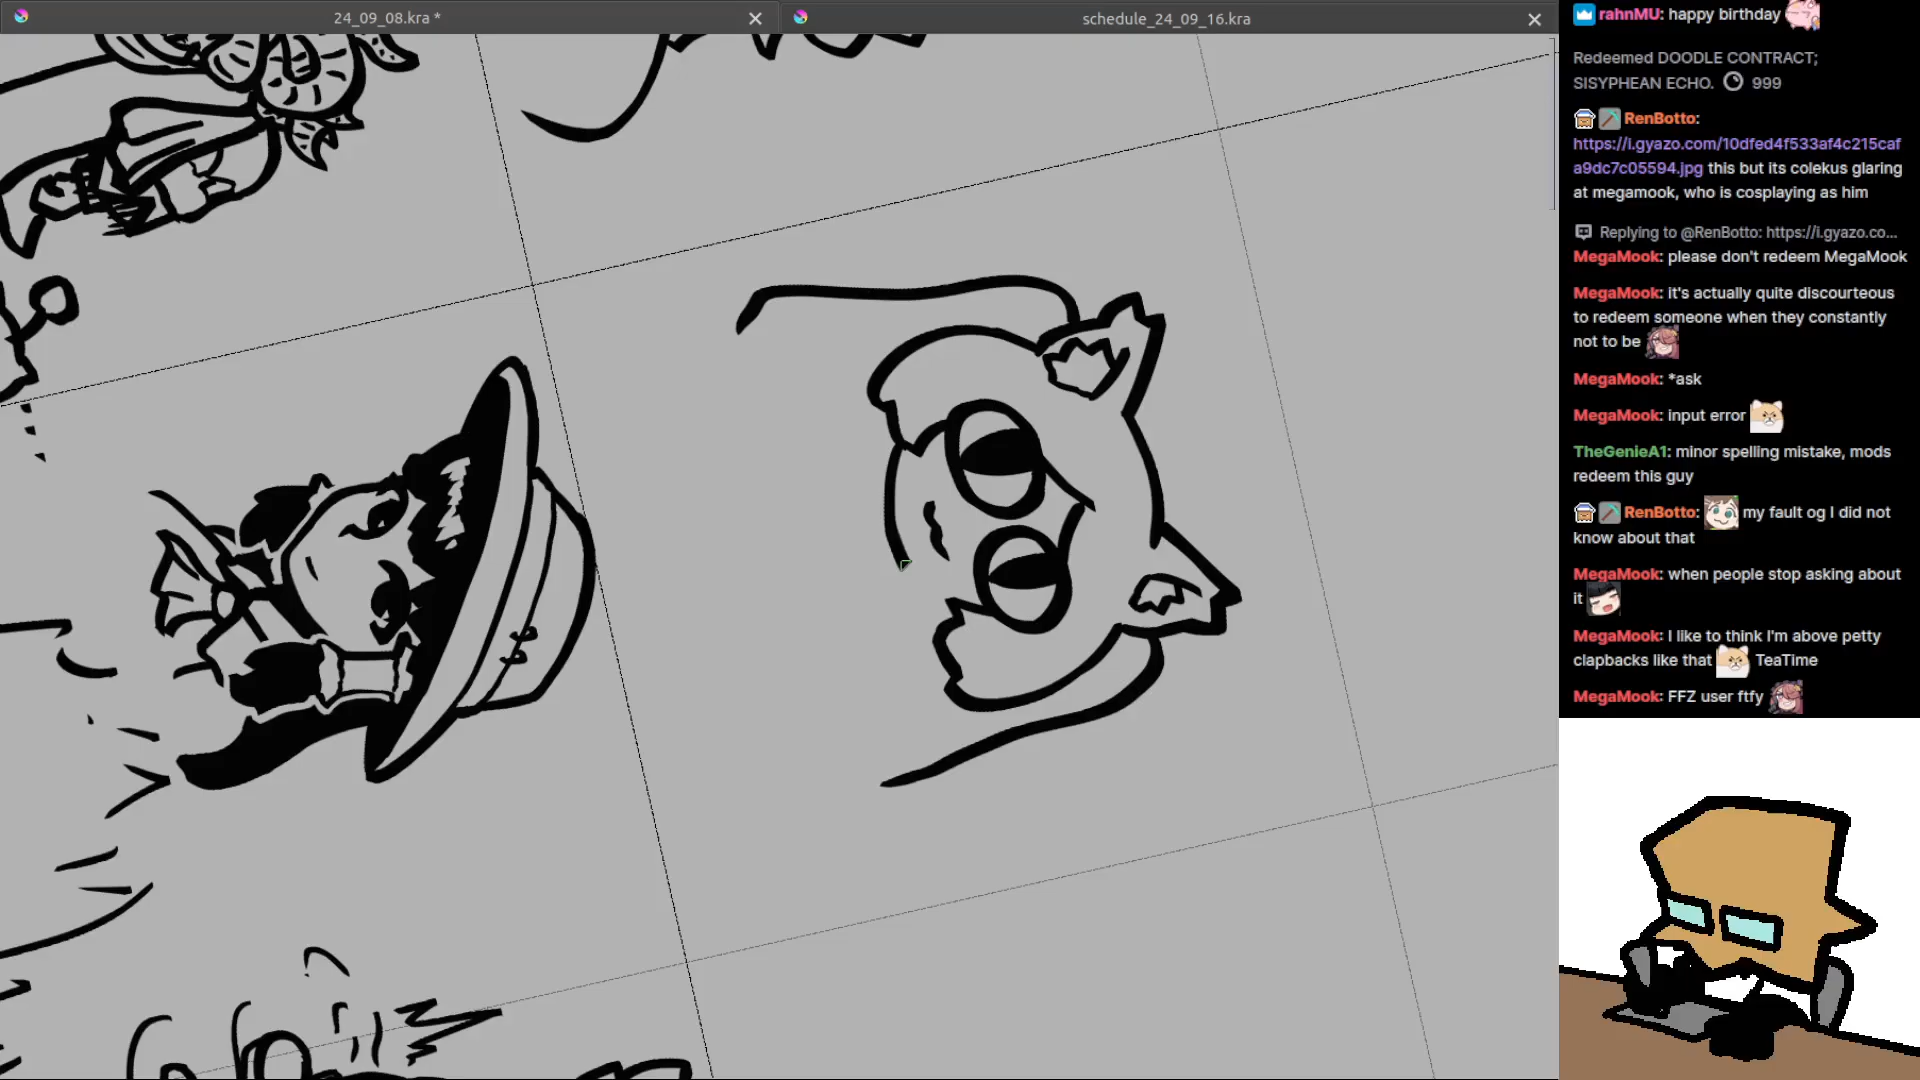 24_09_08.kra *
schedule_24_09_16.kra
rahnMU: happy birthday
Redeemed DOODLE CONTRACT;
SISYPHEAN ECHO. 999
RenBotto:
https://i.gyazo.com/10dfed4f533af4c215caf
a9dc7c05594.jpg this but its colekus glaring
at megamook, who is cosplaying as him
Replying to @RenBotto: https://i.gyazo.co...
MegaMook: please don't redeem MegaMook
MegaMook: it's actually quite discourteous
to redeem someone when they constantly
not to be
MegaMook: *ask
MegaMook: input error
TheGenieA1: minor spelling mistake, mods
redeem this guy
RenBotto: my fault og I did not
know about that
MegaMook: when people stop asking about
it
MegaMook: I like to think I'm above petty
clapbacks like that TeaTime
MegaMook: FFZ user ftfy